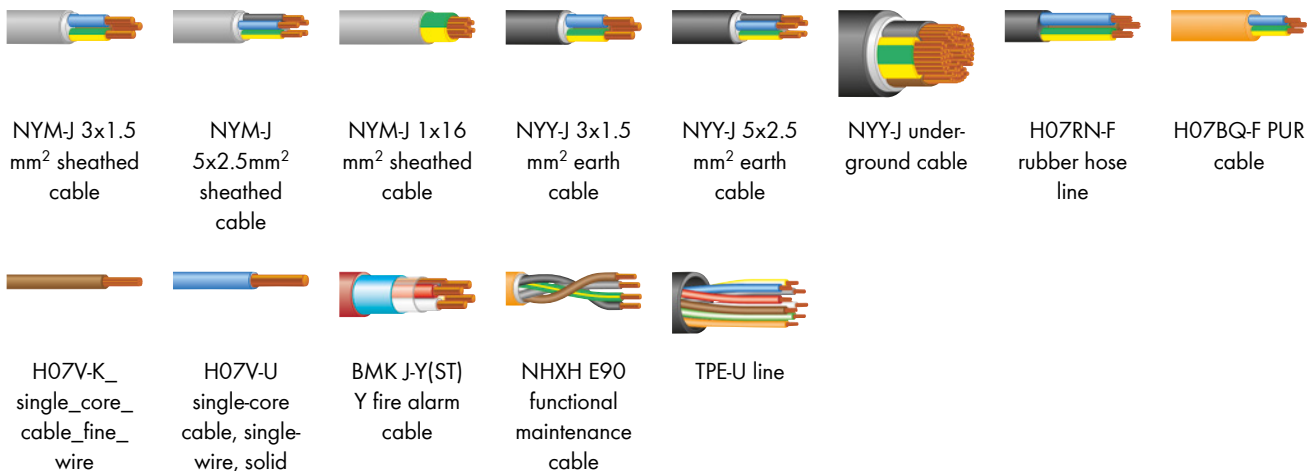 NYM-J 3x1.5
mm² sheathed
cable
NYM-J
5x2.5mm²
sheathed
cable
NYM-J 1x16
mm² sheathed
cable
NYY-J 3x1.5
mm² earth
cable
NYY-J 5x2.5
mm² earth
cable
NYY-J under-
ground cable
H07RN-F
rubber hose
line
H07BQ-F PUR
cable
H07V-K_
single_core_
cable_fine_
wire
H07V-U
single-core
cable, single-
wire, solid
BMK J-Y(ST)
Y fire alarm
cable
NHXH E90
functional
maintenance
cable
TPE-U line